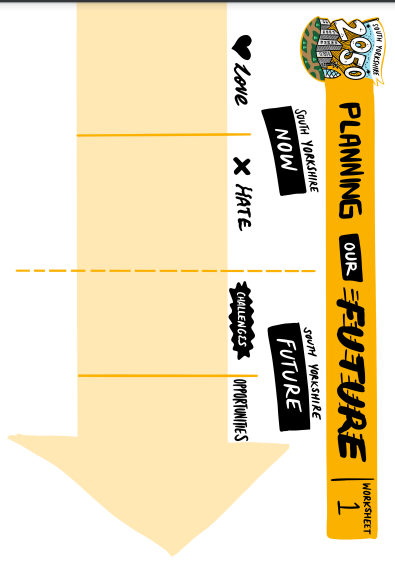 SOUTH YORKSHIRE
2050
PLANNING OUR FUTURE
WORKSHEET
1
SOUTH YORKSHIRE
NOW
SOUTH YORKSHIRE
FUTURE
LOVE
HATE
CHALLENGES
OPPORTUNITIES